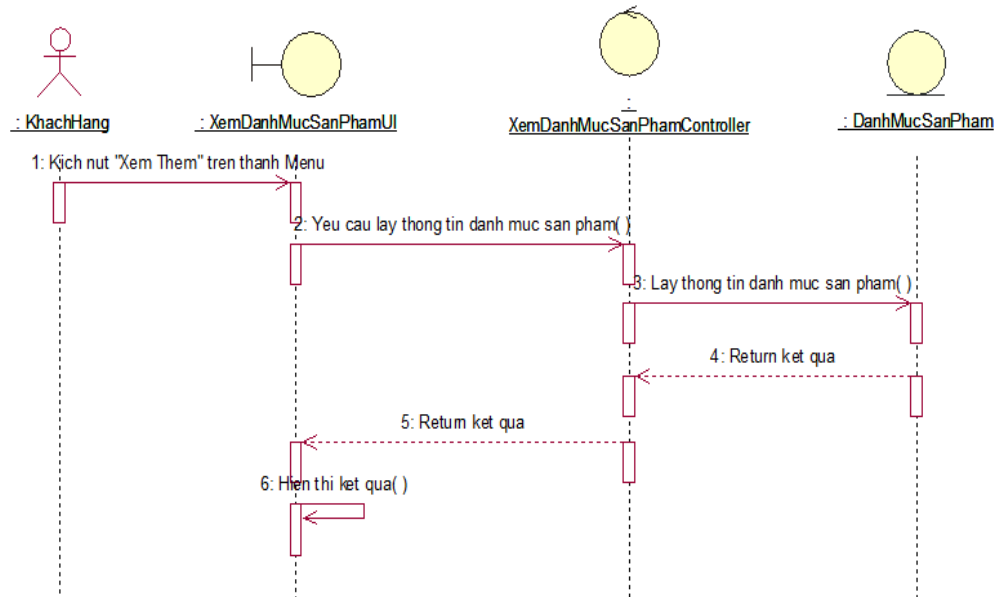 : KhachHang
: XemDanhMucSanPhamUI
:
XemDanhMucSanPhamController
: DanhMucSanPham
1: Kich nut "Xem Them" tren thanh Menu
2: Yeu cau lay thong tin danh muc san pham( )
3: Lay thong tin danh muc san pham( )
4: Return ket qua
5: Return ket qua
6: Hien thi ket qua( )